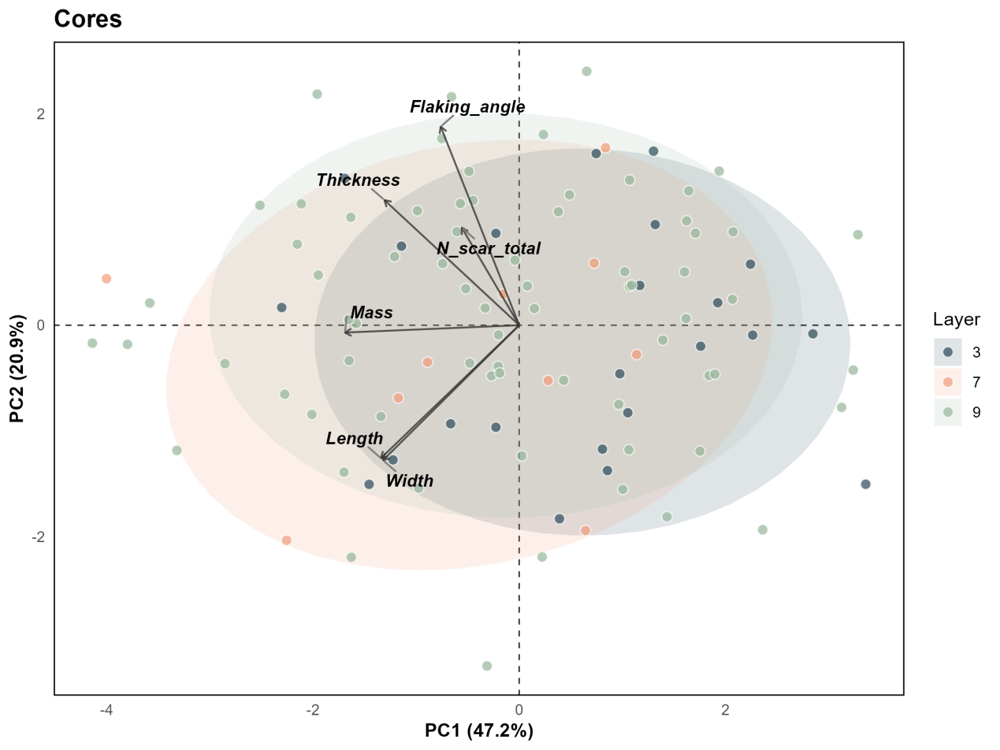 Cores
Flaking_angle
Thickness
N_scar_total
Mass
Length
Width
2
0
-2
PC2 (20.9%)
-4
-2
0
2
PC1 (47.2%)
Layer
3
7
9